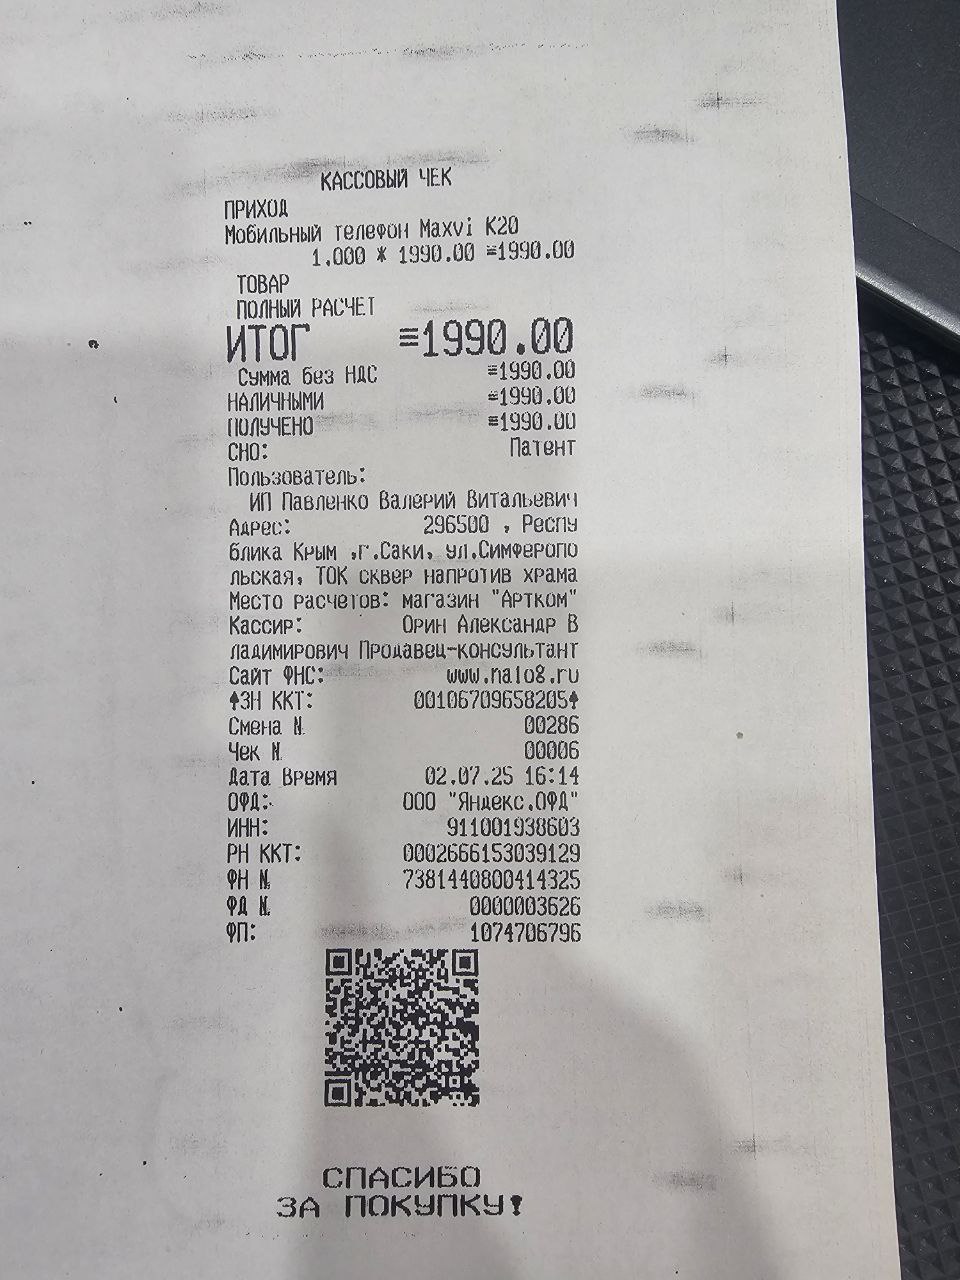 КАССОВЫЙ ЧЕК
ПРИХОД
Мобильный телефон Maxvi K20
1.000 * 1990.00 ≡1990.00
ТОВАР
ПОЛНЫЙ РАСЧЕТ
ИТОГ ≡1990.00
Сумма без НДС ≡1990.00
НАЛИЧНЫМИ ≡1990.00
ПОЛУЧЕНО ≡1990.00
СНО: Патент
Пользователь:
ИП Павленко Валерий Витальевич
Адрес: 296500 , Респу
блика Крым ,г.Саки, ул.Симферопо
льская, ТОК сквер напротив храма
Место расчетов: магазин "Артком"
Кассир: Орин Александр В
ладимирович Продавец-консультант
Сайт ФНС: www.nalog.ru
ЗН ККТ: 00106709658205
Смена N 00286
Чек N 00006
Дата Время 02.07.25 16:14
ОФД: ООО "Яндекс.ОФД"
ИНН: 911001938603
РН ККТ: 0002666153039129
ФН N 7381440800414325
ФД N 0000003626
ФП: 1074706796
СПАСИБО
ЗА ПОКУПКУ!